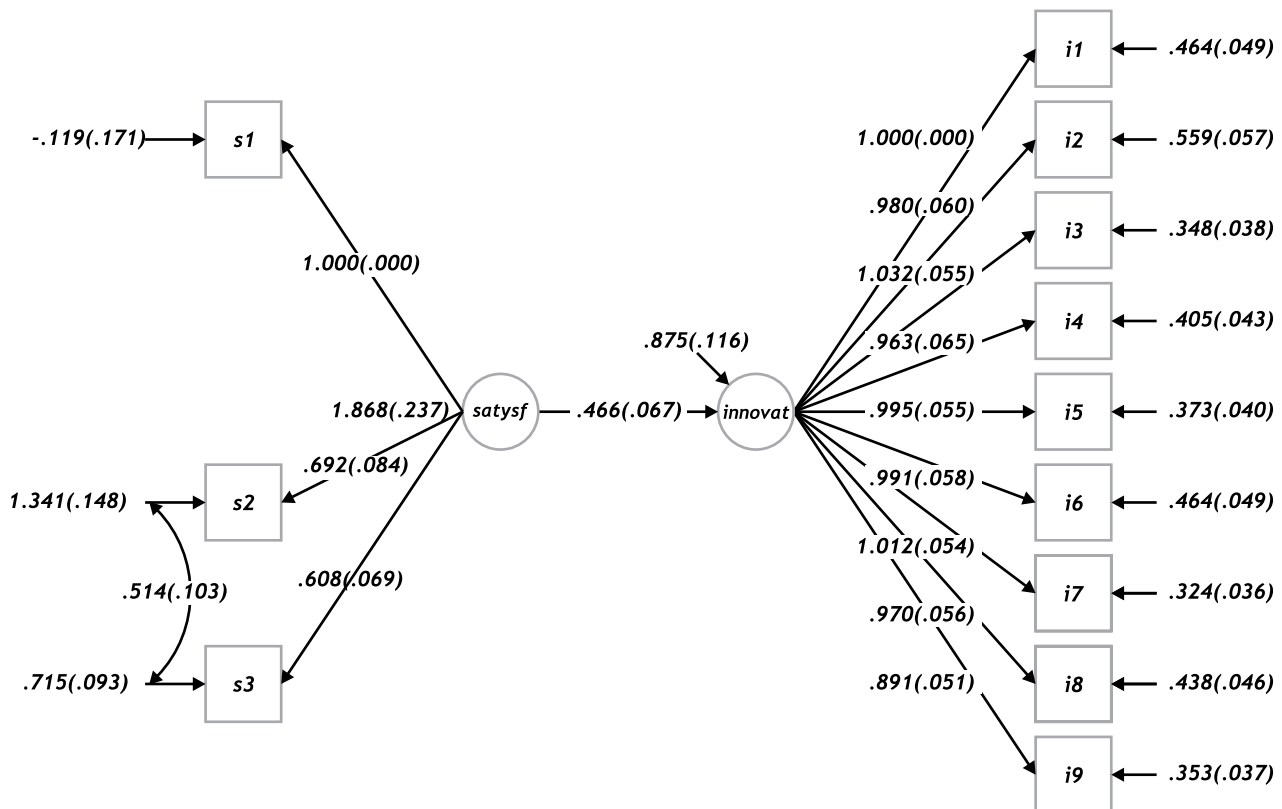 i1
.464(.049)
-.119(.171)
s1
1.000(.000)
i2
.559(.057)
.980(.060)
i3
.348(.038)
1.000(.000)
1.032(.055)
i4
.405(.043)
.875(.116)
.963(.065)
1.868(.237)
satysf
.466(.067)
innovat
.995(.055)
i5
.373(.040)
.692(.084)
.991(.058)
1.341(.148)
s2
i6
.464(.049)
1.012(.054)
.608(.069)
.514(.103)
i7
.324(.036)
.970(.056)
.715(.093)
s3
.891(.051)
i8
.438(.046)
i9
.353(.037)